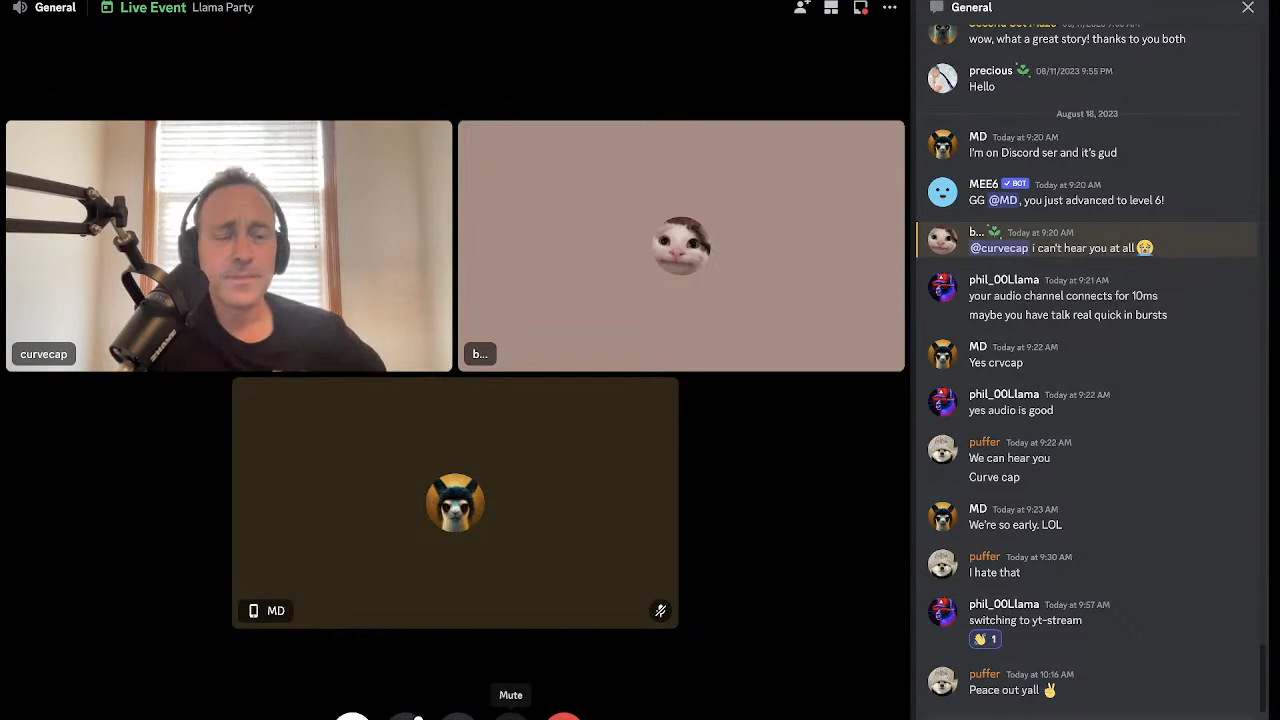 General
Live Event
Llama Party
General
wow, what a great story! thanks to you both
precious 08/11/2023 9:55 PM
Hello
August 18, 2023
MD Today at 9:20 AM
I'm on Discord ser and it's gud
MEE6 ✓ BOT Today at 9:20 AM
GG @MD, you just advanced to level 6!
b... Today at 9:20 AM
@curvecap i can't hear you at all 😭
phil_00Llama Today at 9:21 AM
your audio channel connects for 10ms
maybe you have talk real quick in bursts
MD Today at 9:22 AM
Yes crvcap
phil_00Llama Today at 9:22 AM
yes audio is good
puffer Today at 9:22 AM
We can hear you
Curve cap
MD Today at 9:23 AM
We're so early. LOL
puffer Today at 9:30 AM
I hate that
phil_00Llama Today at 9:57 AM
switching to yt-stream
👋 1
puffer Today at 10:16 AM
Peace out yall ✌️
curvecap
b...
MD
Mute